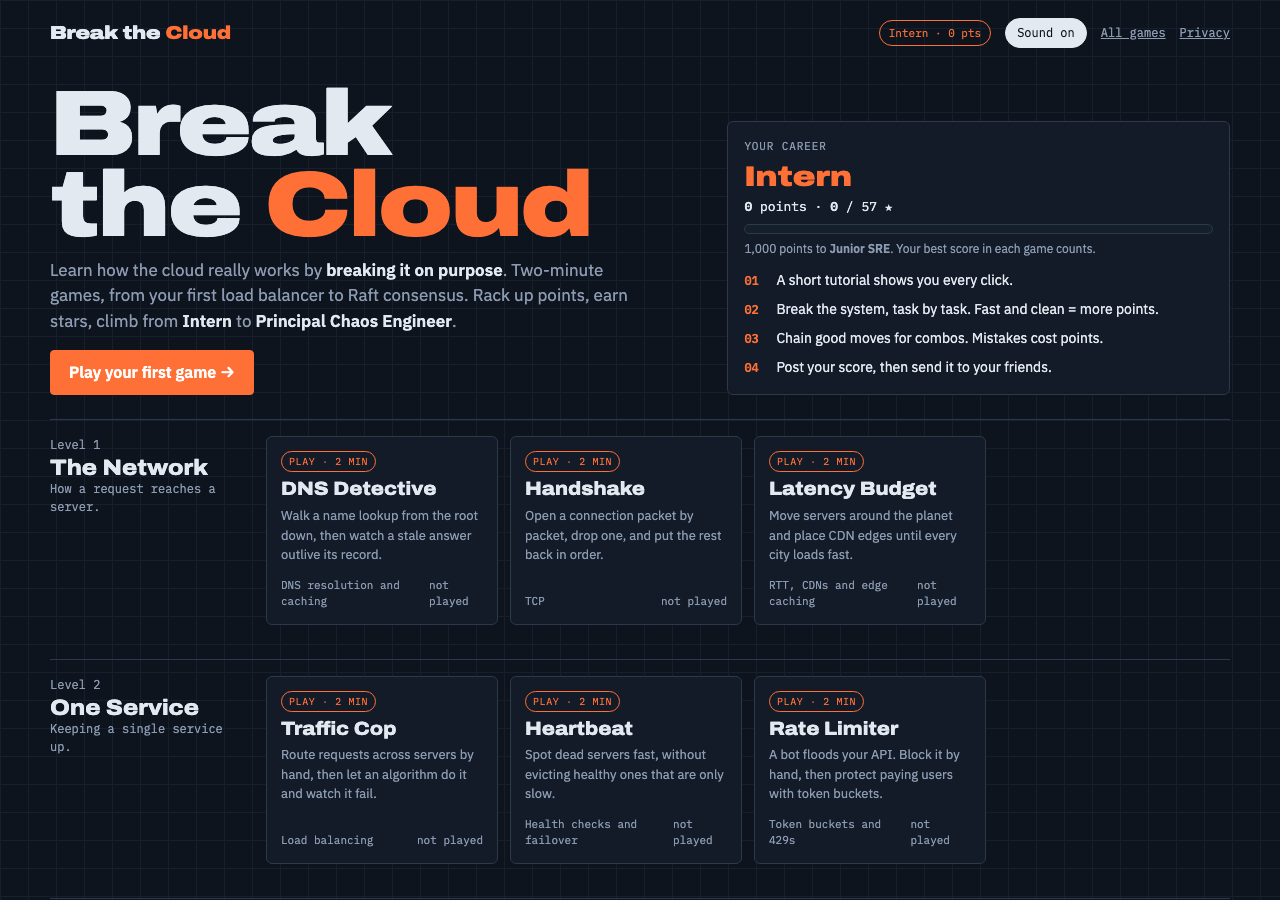 Break the Cloud
Intern · 0 pts
Sound on
All games
Privacy
Break
the Cloud
Learn how the cloud really works by breaking it on purpose. Two-minute
games, from your first load balancer to Raft consensus. Rack up points, earn
stars, climb from Intern to Principal Chaos Engineer.
Play your first game →
YOUR CAREER
Intern
0 points · 0 / 57 ★
1,000 points to Junior SRE. Your best score in each game counts.
01 A short tutorial shows you every click.
02 Break the system, task by task. Fast and clean = more points.
03 Chain good moves for combos. Mistakes cost points.
04 Post your score, then send it to your friends.
Level 1
The Network
How a request reaches a
server.
PLAY · 2 MIN
DNS Detective
Walk a name lookup from the root
down, then watch a stale answer
outlive its record.
DNS resolution and
caching
not
played
PLAY · 2 MIN
Handshake
Open a connection packet by
packet, drop one, and put the rest
back in order.
TCP
not played
PLAY · 2 MIN
Latency Budget
Move servers around the planet
and place CDN edges until every
city loads fast.
RTT, CDNs and edge
caching
not
played
Level 2
One Service
Keeping a single service
up.
PLAY · 2 MIN
Traffic Cop
Route requests across servers by
hand, then let an algorithm do it
and watch it fail.
Load balancing
not played
PLAY · 2 MIN
Heartbeat
Spot dead servers fast, without
evicting healthy ones that are only
slow.
Health checks and
failover
not
played
PLAY · 2 MIN
Rate Limiter
A bot floods your API. Block it by
hand, then protect paying users
with token buckets.
Token buckets and
429s
not
played